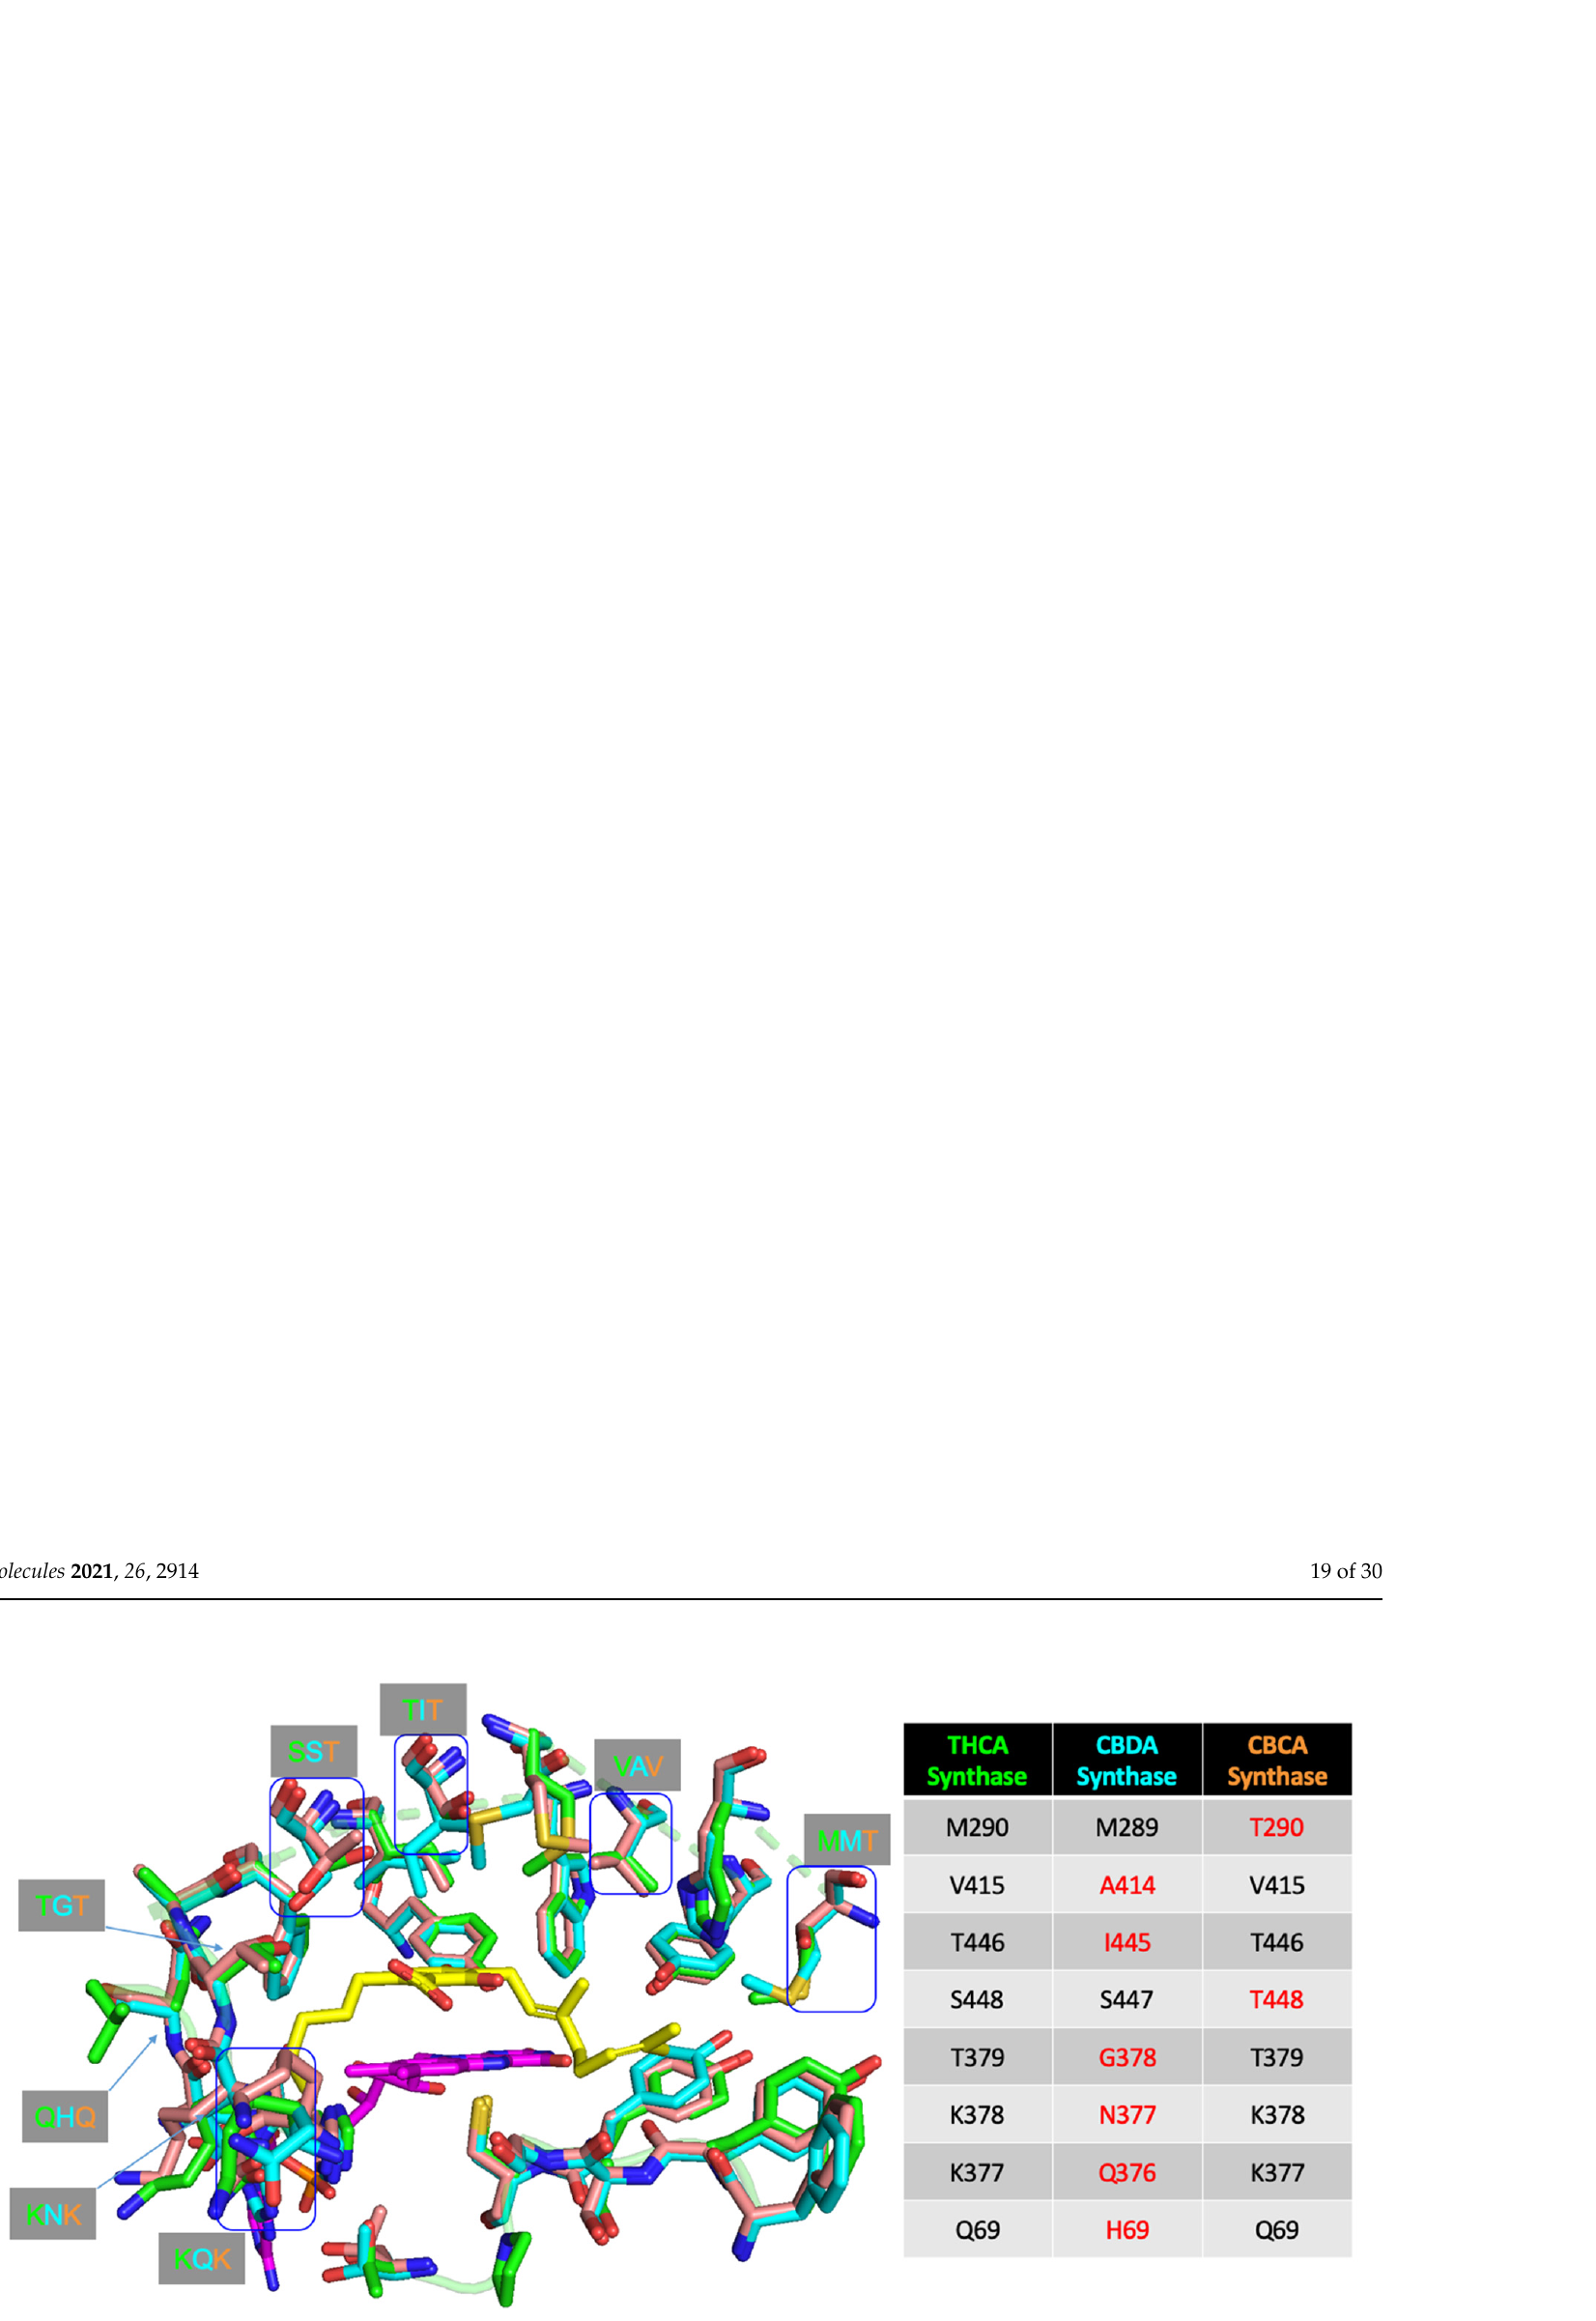 olecules 2021, 26, 2914
19 of 30
TIT
SST
VAV
MMT
TGT
QHQ
KNK
KQK
THCA Synthase CBDA Synthase CBCA Synthase
M290 M289 T290
V415 A414 V415
T446 I445 T446
S448 S447 T448
T379 G378 T379
K378 N377 K378
K377 Q376 K377
Q69 H69 Q69